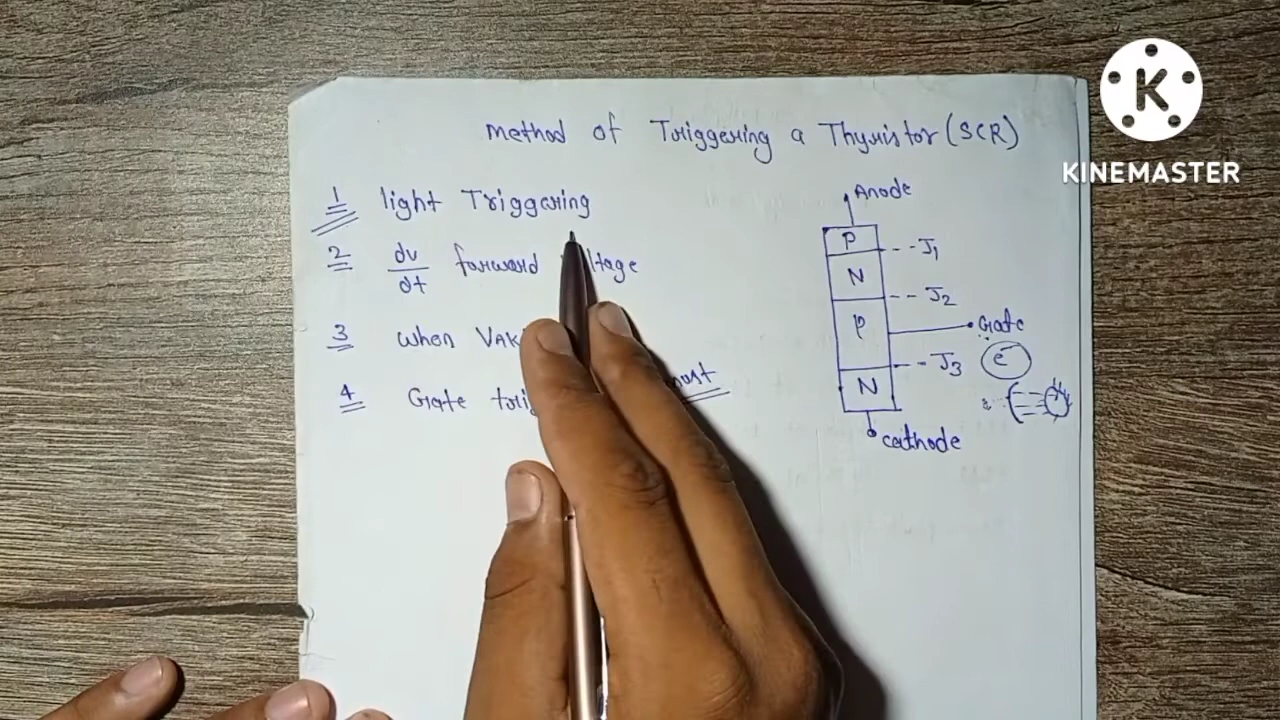 Method of Triggering a Thyristor (SCR)
1 light Triggering
2 dv/dt forward
3 when VAK
4 Gate
Anode
P
J1
N
J2
P
Gate
e-
J3
N
cathode
K
KINEMASTER